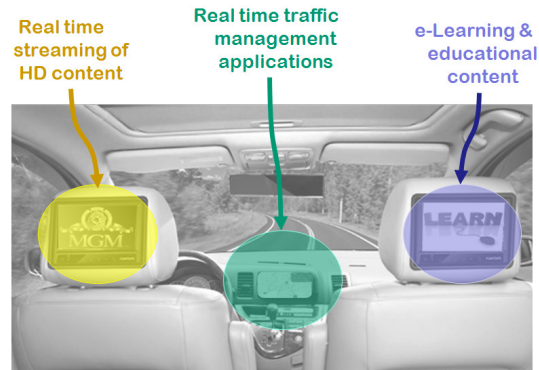 Real time
streaming of
HD content
Real time traffic
management
applications
e-Learning &
educational
content
MGM
LEARN